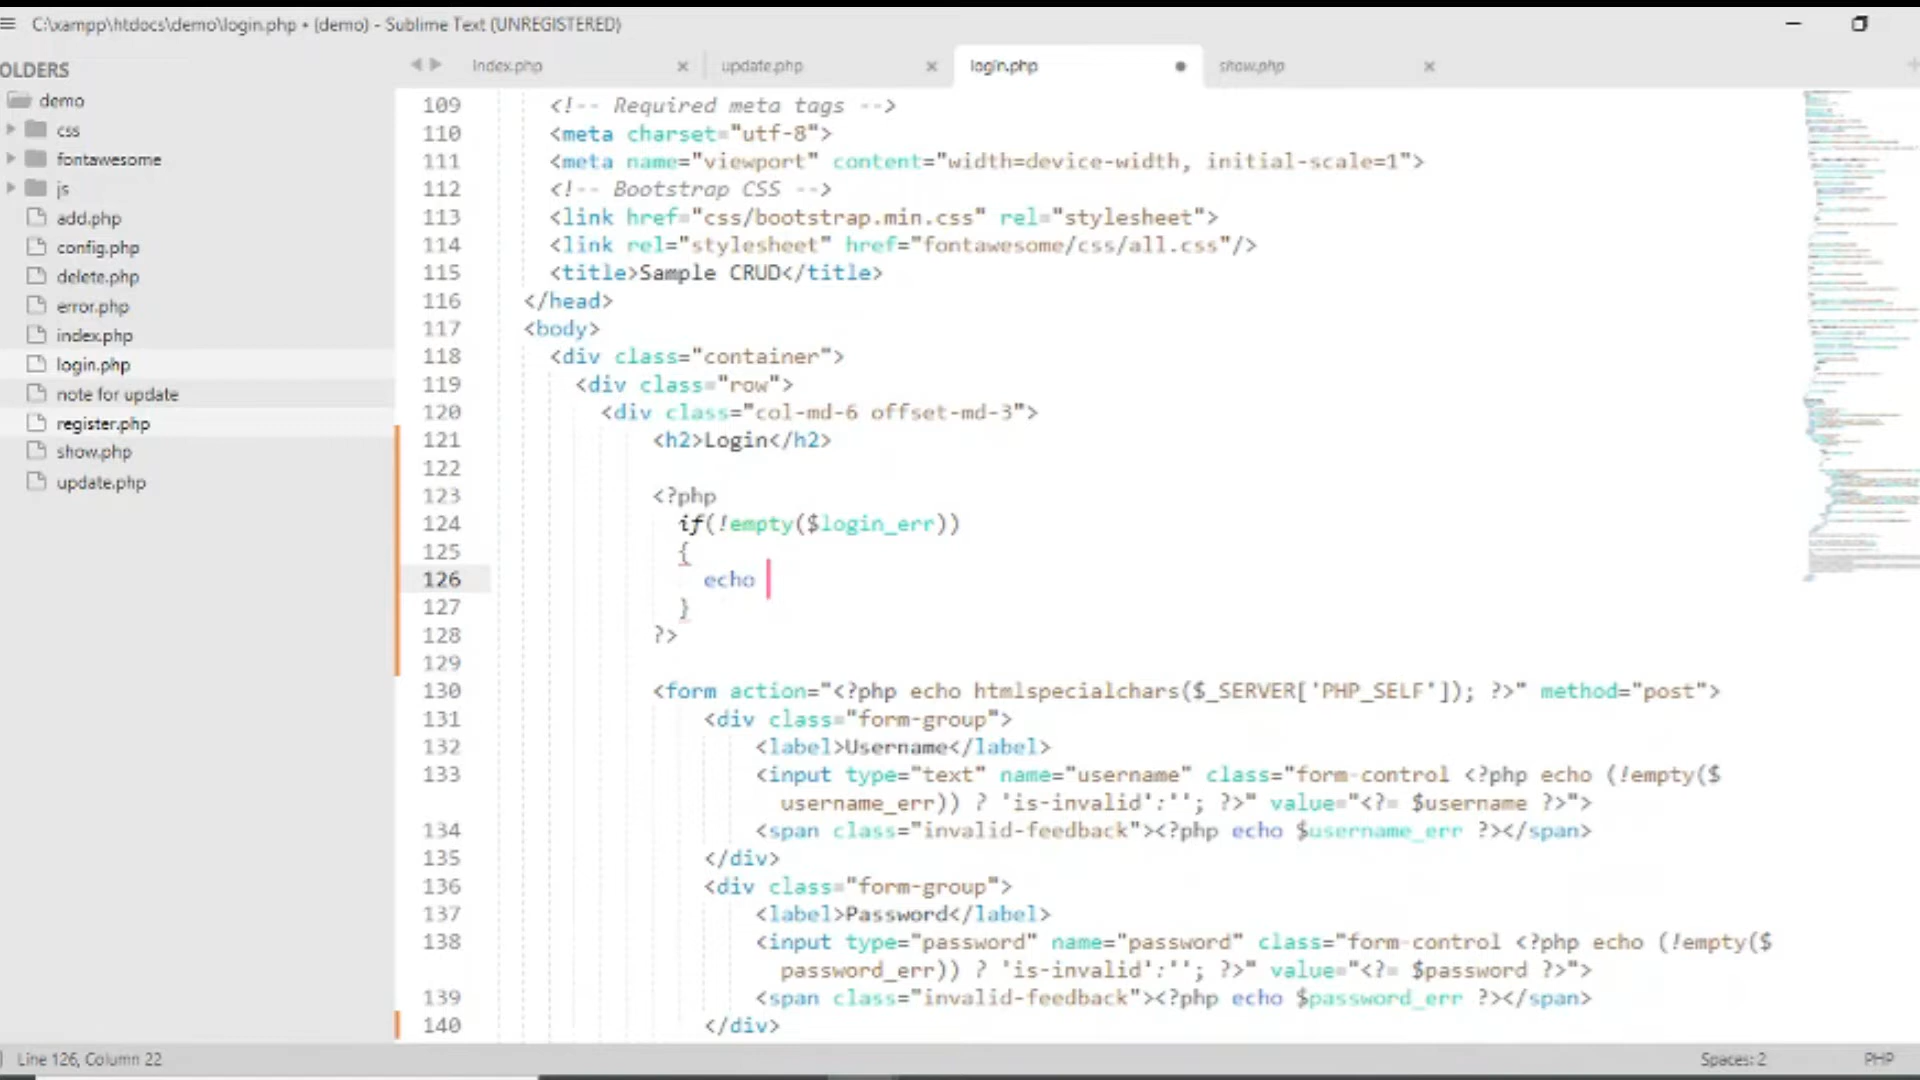 C:\xampp\htdocs\demo\login.php • (demo) - Sublime Text (UNREGISTERED)
OLDERS
demo
css
fontawesome
js
add.php
config.php
delete.php
error.php
index.php
login.php
note for update
register.php
show.php
update.php
index.php
update.php
login.php
show.php
109 <!-- Required meta tags -->
110 <meta charset="utf-8">
111 <meta name="viewport" content="width=device-width, initial-scale=1">
112 <!-- Bootstrap CSS -->
113 <link href="css/bootstrap.min.css" rel="stylesheet">
114 <link rel="stylesheet" href="fontawesome/css/all.css"/>
115 <title>Sample CRUD</title>
116 </head>
117 <body>
118 <div class="container">
119 <div class="row">
120 <div class="col-md-6 offset-md-3">
121 <h2>Login</h2>
122
123 <?php
124 if(!empty($login_err))
125 {
126 echo
127 }
128 ?>
129
130 <form action="<?php echo htmlspecialchars($_SERVER['PHP_SELF']); ?>" method="post">
131 <div class="form-group">
132 <label>Username</label>
133 <input type="text" name="username" class="form-control <?php echo (!empty($
username_err)) ? 'is-invalid':''; ?>" value="<?= $username ?>">
134 <span class="invalid-feedback"><?php echo $username_err ?></span>
135 </div>
136 <div class="form-group">
137 <label>Password</label>
138 <input type="password" name="password" class="form-control <?php echo (!empty($
password_err)) ? 'is-invalid':''; ?>" value="<?= $password ?>">
139 <span class="invalid-feedback"><?php echo $password_err ?></span>
140 </div>
Line 126, Column 22
Spaces: 2
PHP